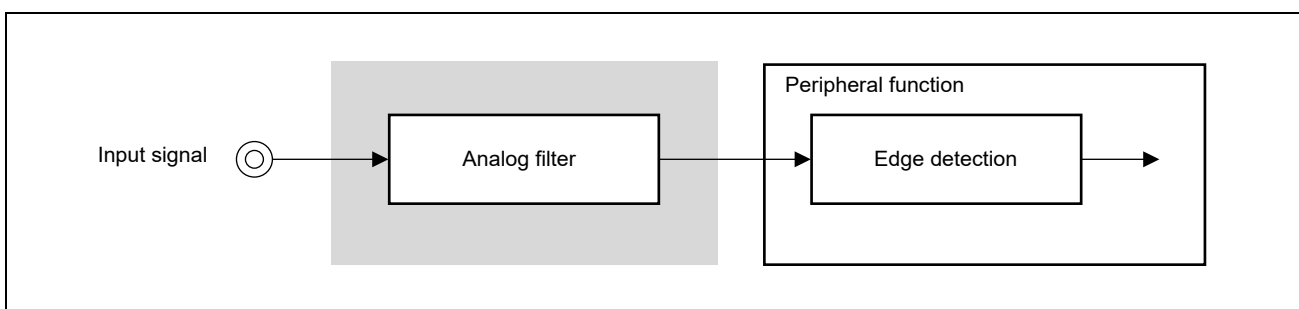 Peripheral function
Input signal
Analog filter
Edge detection